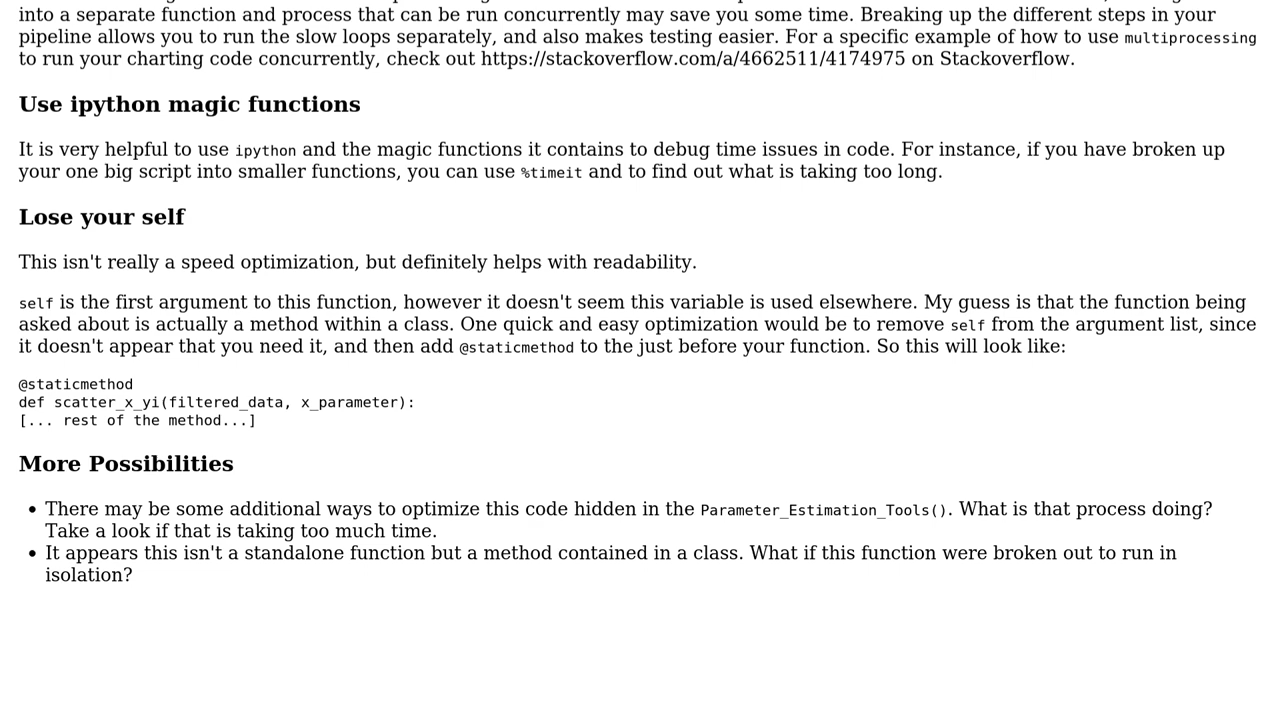 into a separate function and process that can be run concurrently may save you some time. Breaking up the different steps in your
pipeline allows you to run the slow loops separately, and also makes testing easier. For a specific example of how to use multiprocessing
to run your charting code concurrently, check out https://stackoverflow.com/a/4662511/4174975 on Stackoverflow.
Use ipython magic functions
It is very helpful to use ipython and the magic functions it contains to debug time issues in code. For instance, if you have broken up
your one big script into smaller functions, you can use %timeit and to find out what is taking too long.
Lose your self
This isn't really a speed optimization, but definitely helps with readability.
self is the first argument to this function, however it doesn't seem this variable is used elsewhere. My guess is that the function being
asked about is actually a method within a class. One quick and easy optimization would be to remove self from the argument list, since
it doesn't appear that you need it, and then add @staticmethod to the just before your function. So this will look like:
@staticmethod
def scatter_x_yi(filtered_data, x_parameter):
[... rest of the method...]
More Possibilities
• There may be some additional ways to optimize this code hidden in the Parameter_Estimation_Tools(). What is that process doing?
Take a look if that is taking too much time.
• It appears this isn't a standalone function but a method contained in a class. What if this function were broken out to run in
isolation?